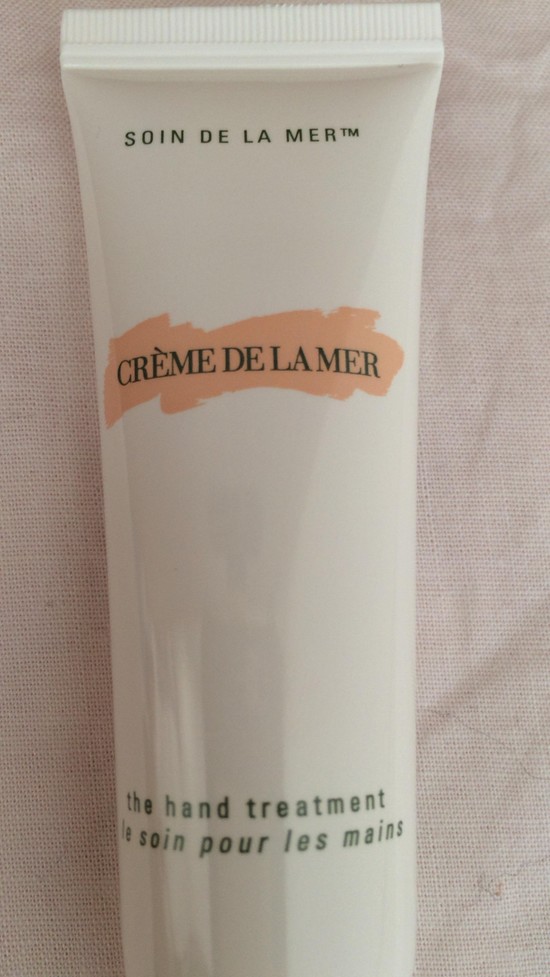 SOIN DE LA MER™
CRÈME DE LA MER
the hand treatment
le soin pour les mains